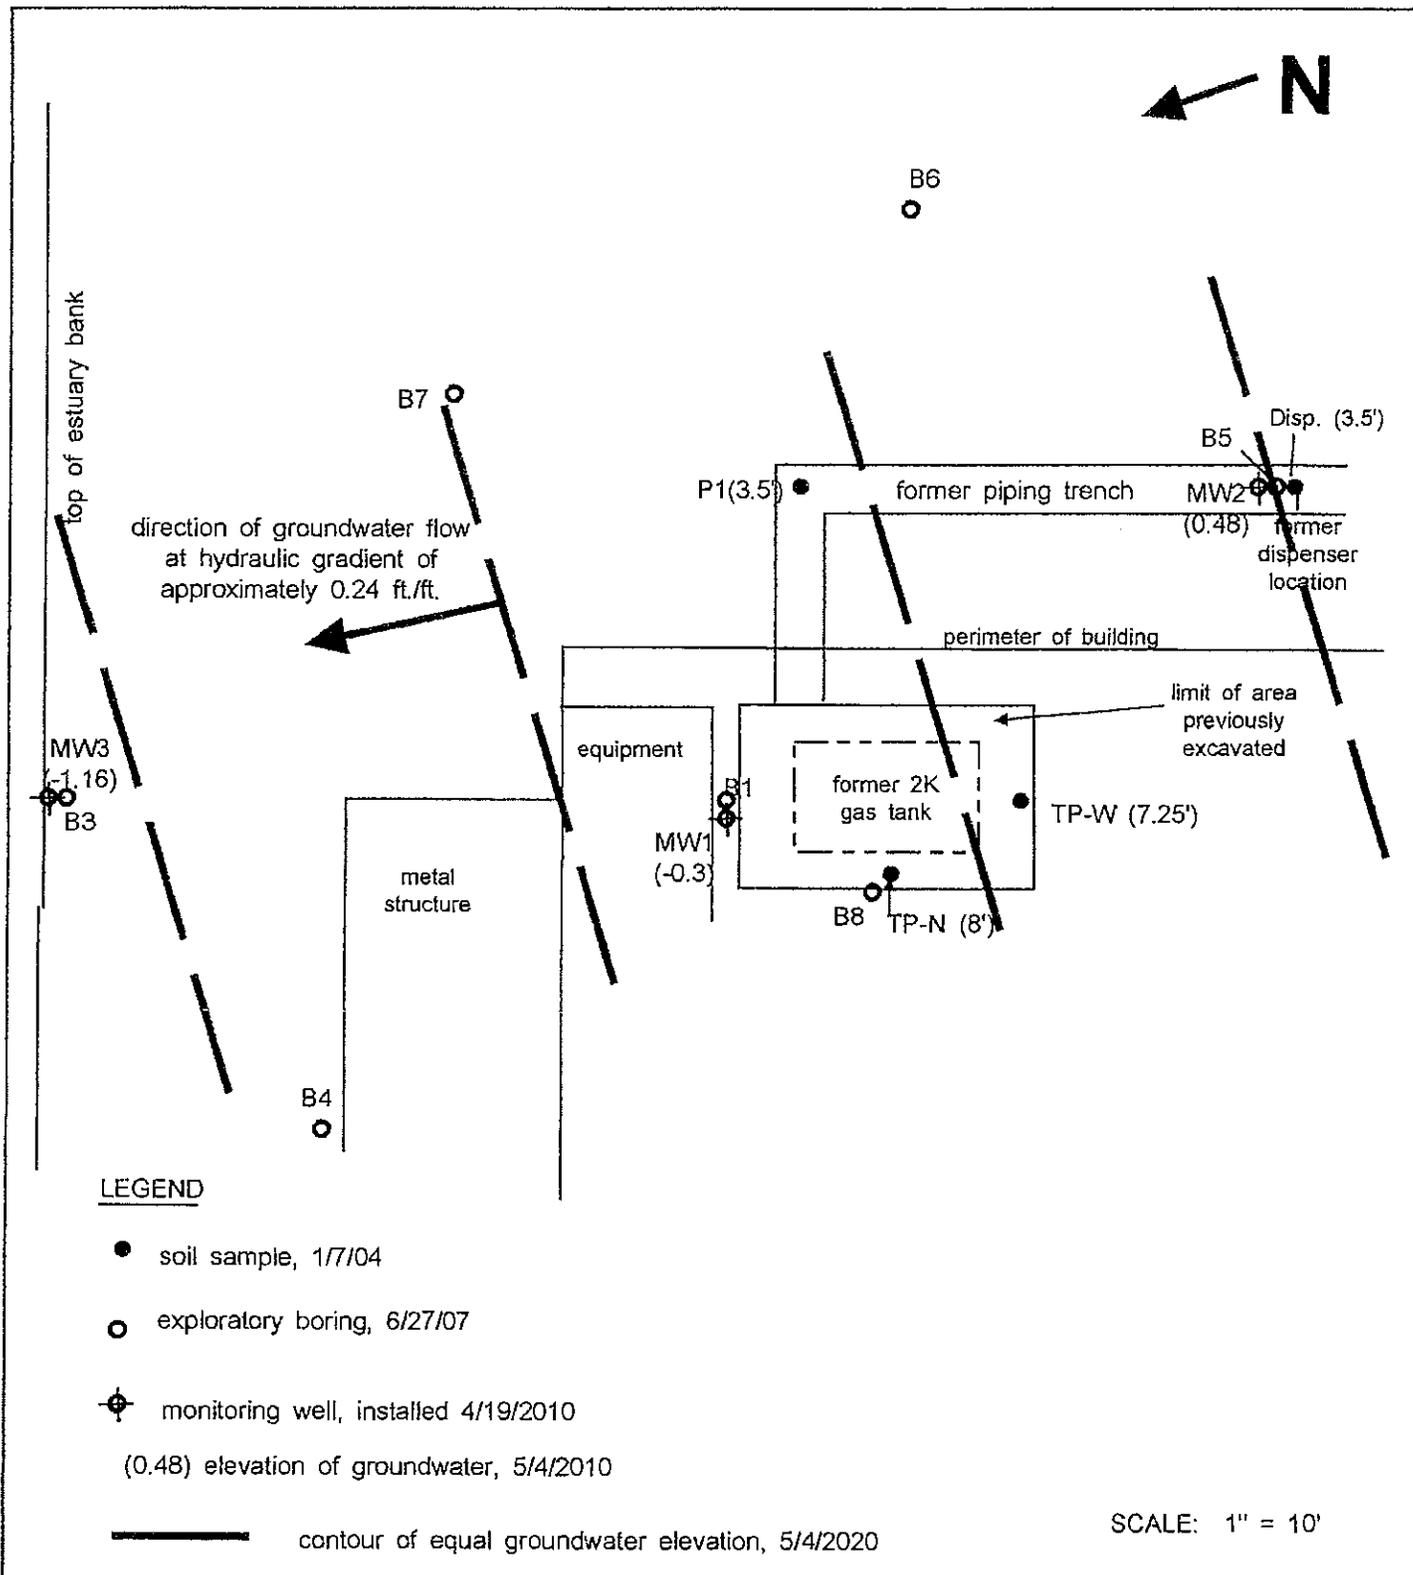 N
B6
top of estuary bank
B7
Disp. (3.5')
B5
P1(3.5')
former piping trench
MW2
(0.48)
former
dispenser
location
direction of groundwater flow
at hydraulic gradient of
approximately 0.24 ft./ft.
perimeter of building
limit of area
previously
excavated
MW3
(-1.16)
B3
equipment
B1
former 2K
gas tank
TP-W (7.25')
MW1
(-0.3)
metal
structure
B8
TP-N (8')
B4
LEGEND
soil sample, 1/7/04
exploratory boring, 6/27/07
monitoring well, installed 4/19/2010
(0.48) elevation of groundwater, 5/4/2010
contour of equal groundwater elevation, 5/4/2020
SCALE: 1" = 10'